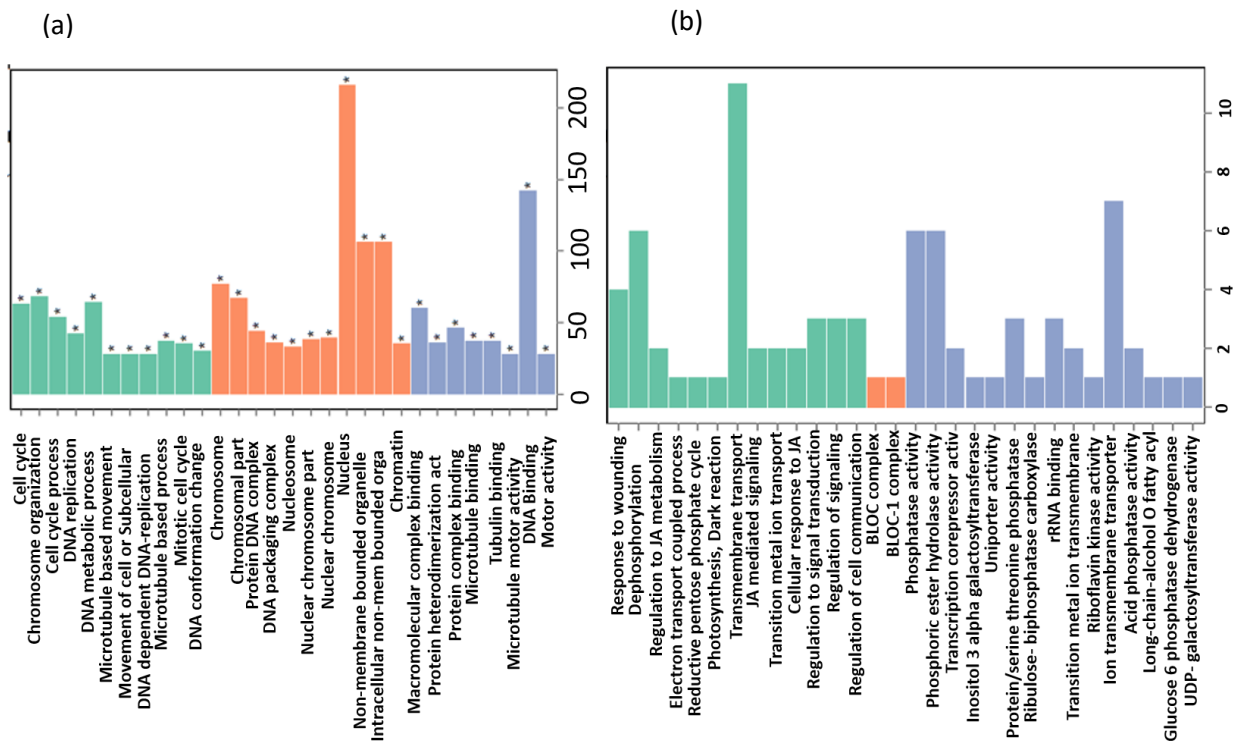 (a)
(b)
200
150
100
50
0
10
8
6
4
2
0
Cell cycle
Chromosome organization
Cell cycle process
DNA replication
DNA metabolic process
Microtubule based movement
Movement of cell or Subcellular
DNA dependent DNA-replication
Microtubule based process
Mitotic cell cycle
DNA conformation change
Chromosome
Chromosomal part
Protein DNA complex
DNA packaging complex
Nucleosome
Nuclear chromosome part
Nuclear chromosome
Nucleus
Non-membrane bounded organelle
Intracellular non-mem bounded orga
Chromatin
Macromolecular complex binding
Protein heterodimerization act
Protein complex binding
Microtubule binding
Tubulin binding
Microtubule motor activity
DNA Binding
Motor activity
Response to wounding
Dephosphorylation
Regulation to JA metabolism
Electron transport coupled process
Reductive pentose phosphate cycle
Photosynthesis, Dark reaction
Transmembrane transport
JA mediated signaling
Transition metal ion transport
Cellular response to JA
Regulation to signal transduction
Regulation of signaling
Regulation of cell communication
BLOC complex
BLOC-1 complex
Phosphatase activity
Phosphoric ester hydrolase activity
Transcription corepressor activ
Inositol 3 alpha galactosyltransferase
Uniporter activity
Protein/serine threonine phosphatase
Ribulose- biphosphatase carboxylase
rRNA binding
Transition metal ion transmembrane
Riboflavin kinase activity
Ion transmembrane transporter
Acid phosphatase activity
Long-chain-alcohol O fatty acyl
Glucose 6 phosphatase dehydrogenase
UDP- galactosyltransferase activity